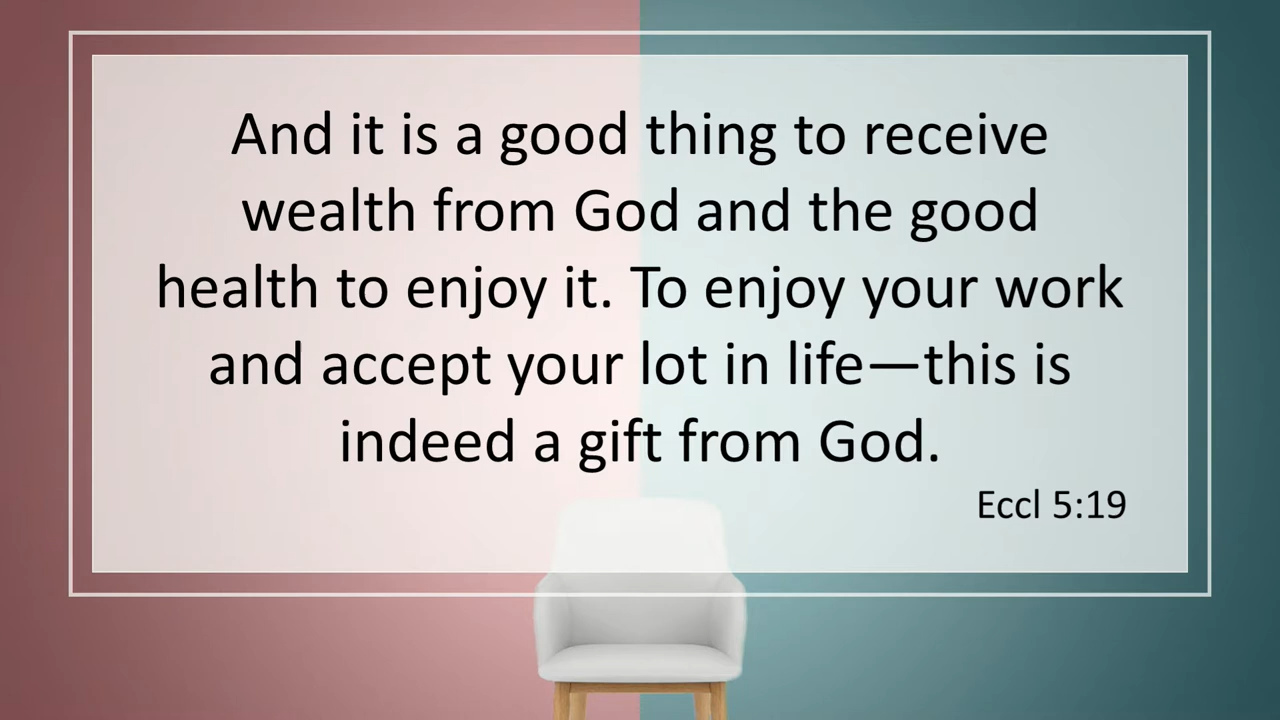 And it is a good thing to receive
wealth from God and the good
health to enjoy it. To enjoy your work
and accept your lot in life—this is
indeed a gift from God.
Eccl 5:19